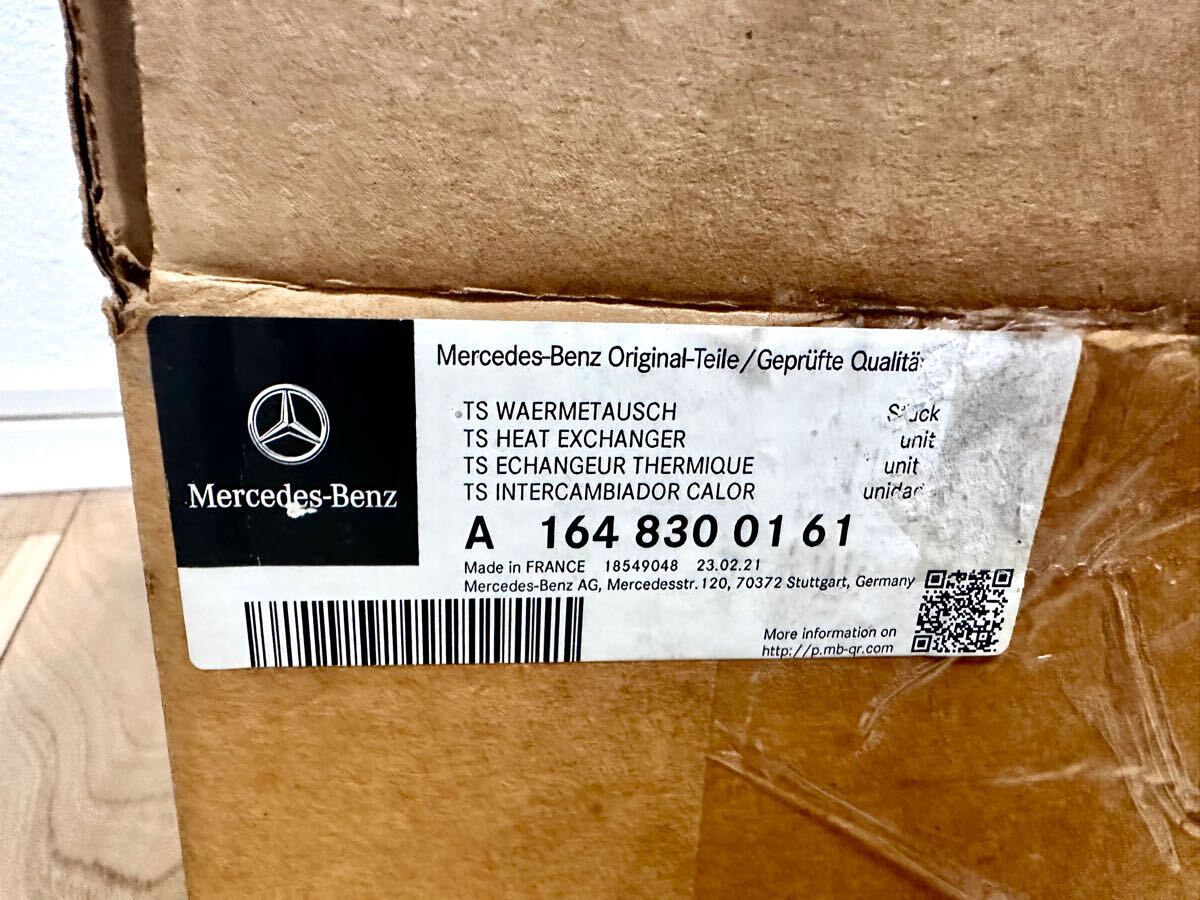 Mercedes-Benz
Mercedes-Benz Original-Teile/Geprüfte
TS WAERMETAUSCH
TS HEAT EXCHANGER unit
TS ECHANGEUR THERMIQUE unit
TS INTERCAMBIADOR CALOR
A 164 830 01 61
Made in FRANCE 18549048 23.02.21
Mercedes-Benz AG, Mercedesstr. 120, 70372 Stuttgart, Germany
More information on
http://p.mb-qr.com